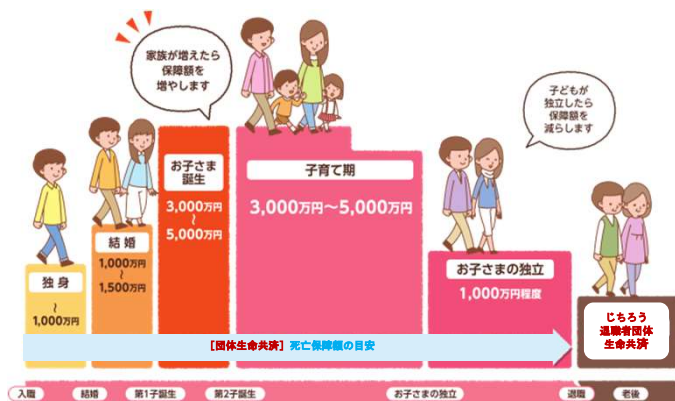 家族が増えたら
保障額を
増やします
子どもが
独立したら
保障額を
減らします
独 身
～
1,000万円
結 婚
1,000万円
～
1,500万円
お子さま
誕生
3,000万円
～
5,000万円
子育て期
3,000万円～5,000万円
お子さまの独立
1,000万円程度
じちろう
退職者団体
生命共済
［団体生命共済］死亡保障額の目安
入職
結婚
第1子誕生
第2子誕生
お子さまの独立
退職
老後